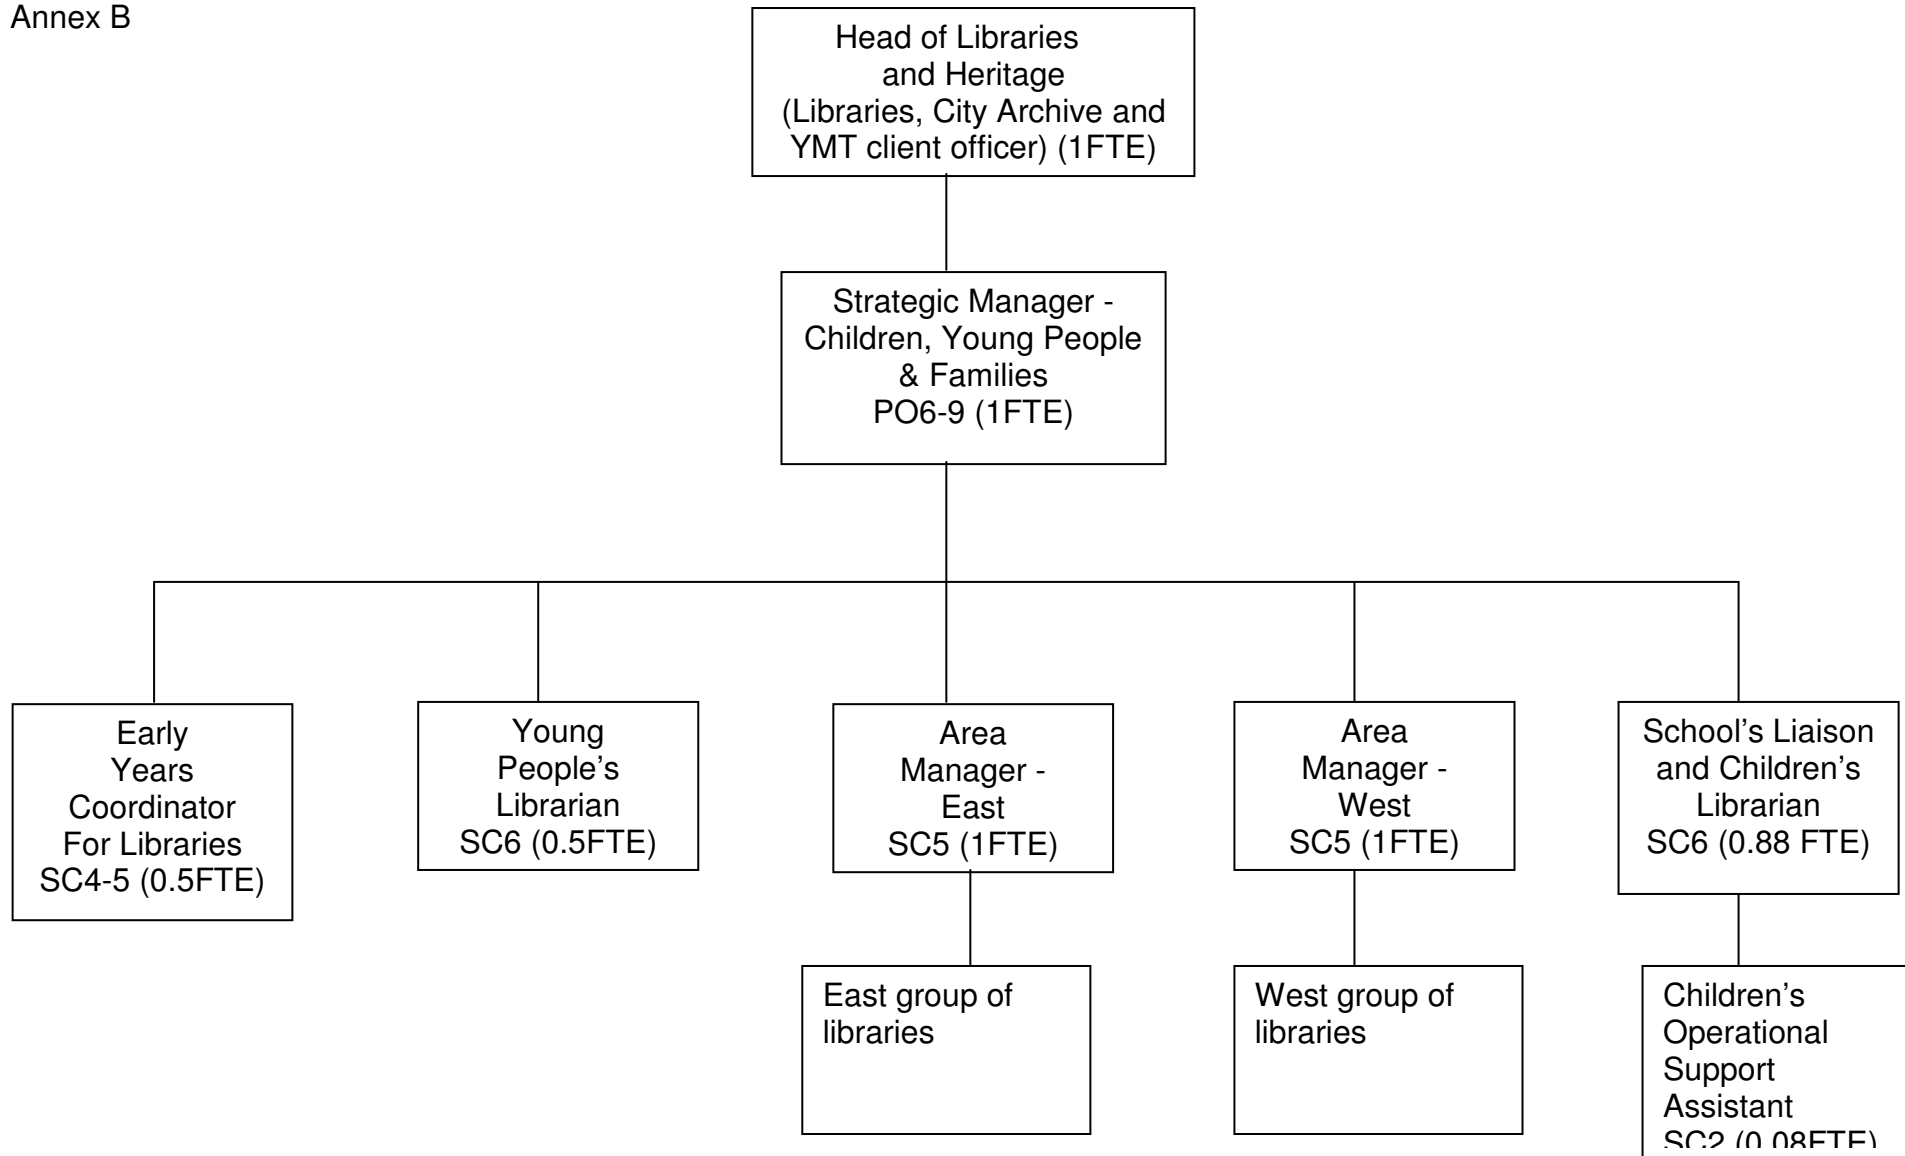 Annex B
Head of Libraries
and Heritage
(Libraries, City Archive and
YMT client officer) (1FTE)
Strategic Manager -
Children, Young People
& Families
PO6-9 (1FTE)
Early
Years
Coordinator
For Libraries
SC4-5 (0.5FTE)
Young
People's
Librarian
SC6 (0.5FTE)
Area
Manager -
East
SC5 (1FTE)
Area
Manager -
West
SC5 (1FTE)
School's Liaison
and Children's
Librarian
SC6 (0.88 FTE)
East group of
libraries
West group of
libraries
Children's
Operational
Support
Assistant
SC2 (0.08FTE)